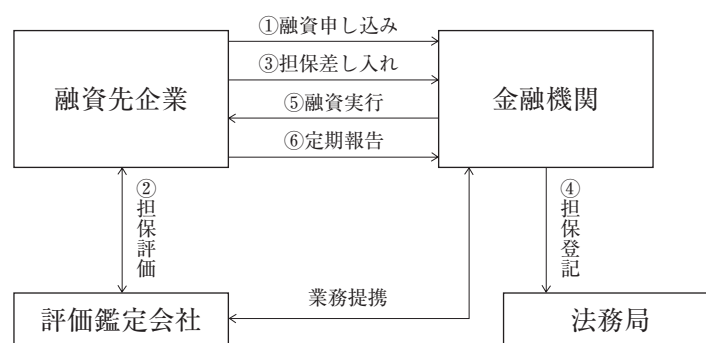 ①融資申し込み
③担保差し入れ
融資先企業
金融機関
⑤融資実行
⑥定期報告
②担保評価
④担保登記
業務提携
評価鑑定会社
法務局